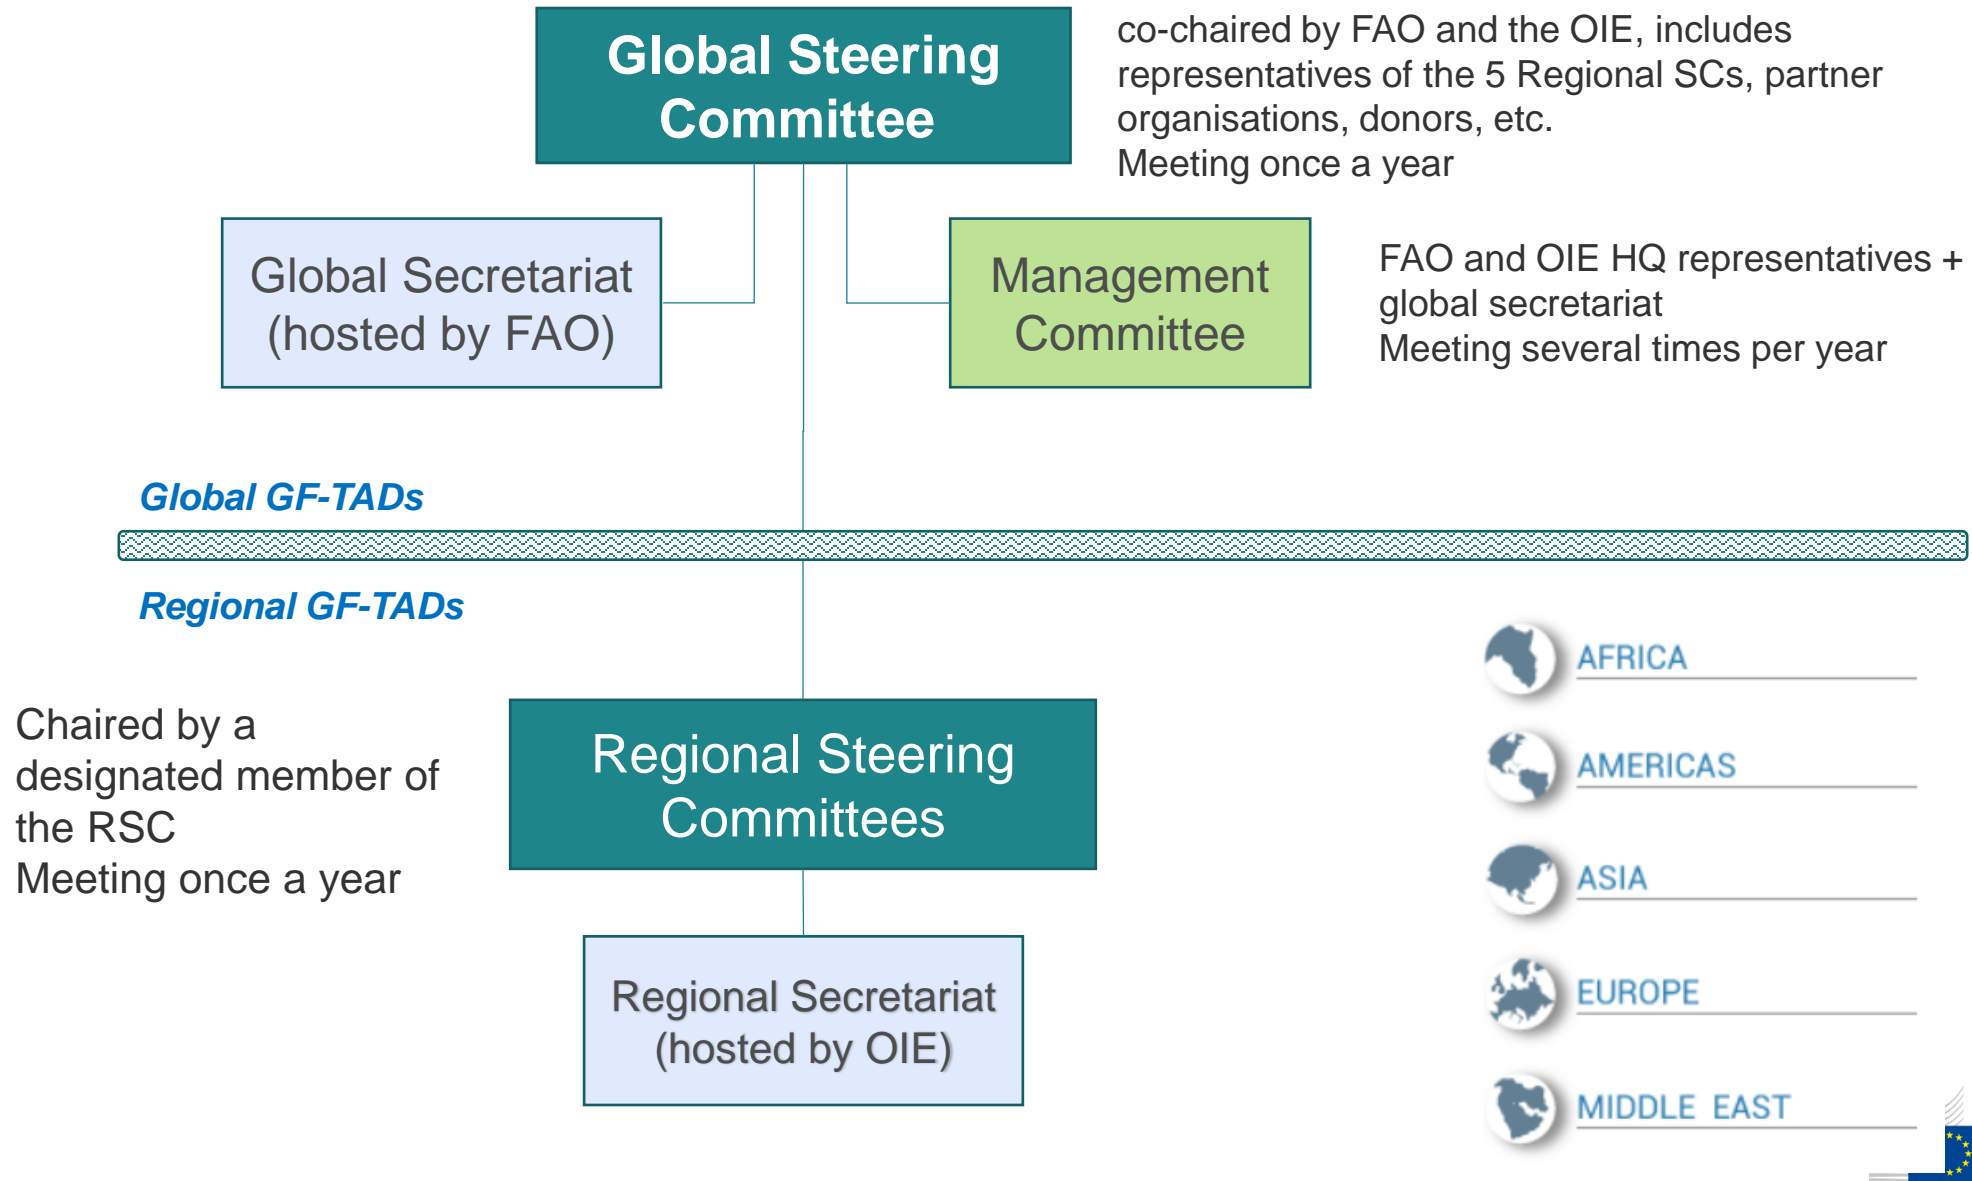 Global Steering
Committee
co-chaired by FAO and the OIE, includes
representatives of the 5 Regional SCs, partner
organisations, donors, etc.
Meeting once a year
Global Secretariat
(hosted by FAO)
Management
Committee
FAO and OIE HQ representatives +
global secretariat
Meeting several times per year
Global GF-TADs
Regional GF-TADs
Chaired by a
designated member of
the RSC
Meeting once a year
Regional Steering
Committees
Regional Secretariat
(hosted by OIE)
AFRICA
AMERICAS
ASIA
EUROPE
MIDDLE EAST